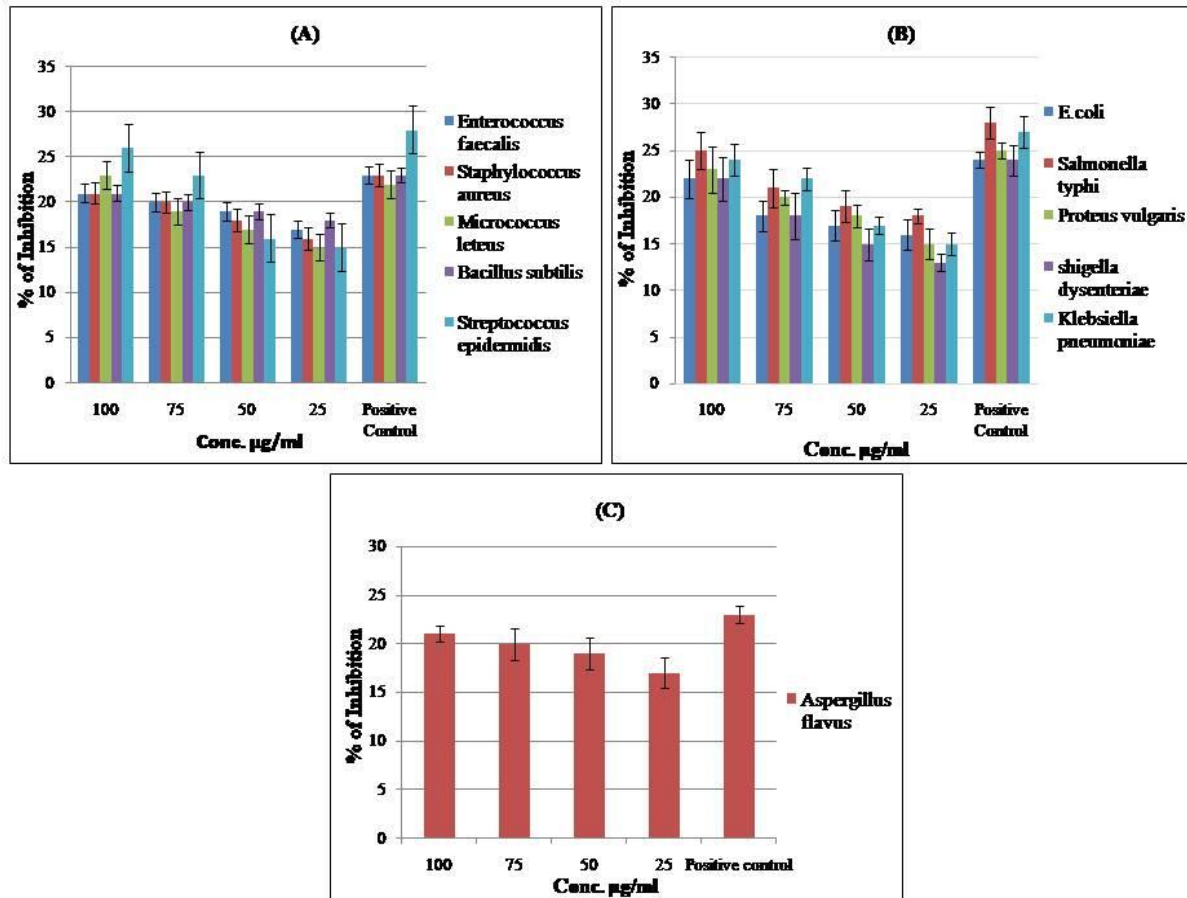 (A)
35
30
25
20
15
10
5
0
% of Inhibition
100
75
50
25
Positive
Control
Conc. µg/ml
Enterococcus
faecalis
Staphylococcus
aureus
Micrococcus
leteus
Bacillus subtilis
Streptococcus
epidermidis
(B)
35
30
25
20
15
10
5
0
% of Inhibition
100
75
50
25
Positive
Control
Conc. µg/ml
E.coli
Salmonella
typhi
Proteus vulgaris
shigella
dysenteriae
Klebsiella
pneumoniae
(C)
30
25
20
15
10
5
0
% of Inhibition
100
75
50
25
Positive control
Conc. µg/ml
Aspergillus
flavus